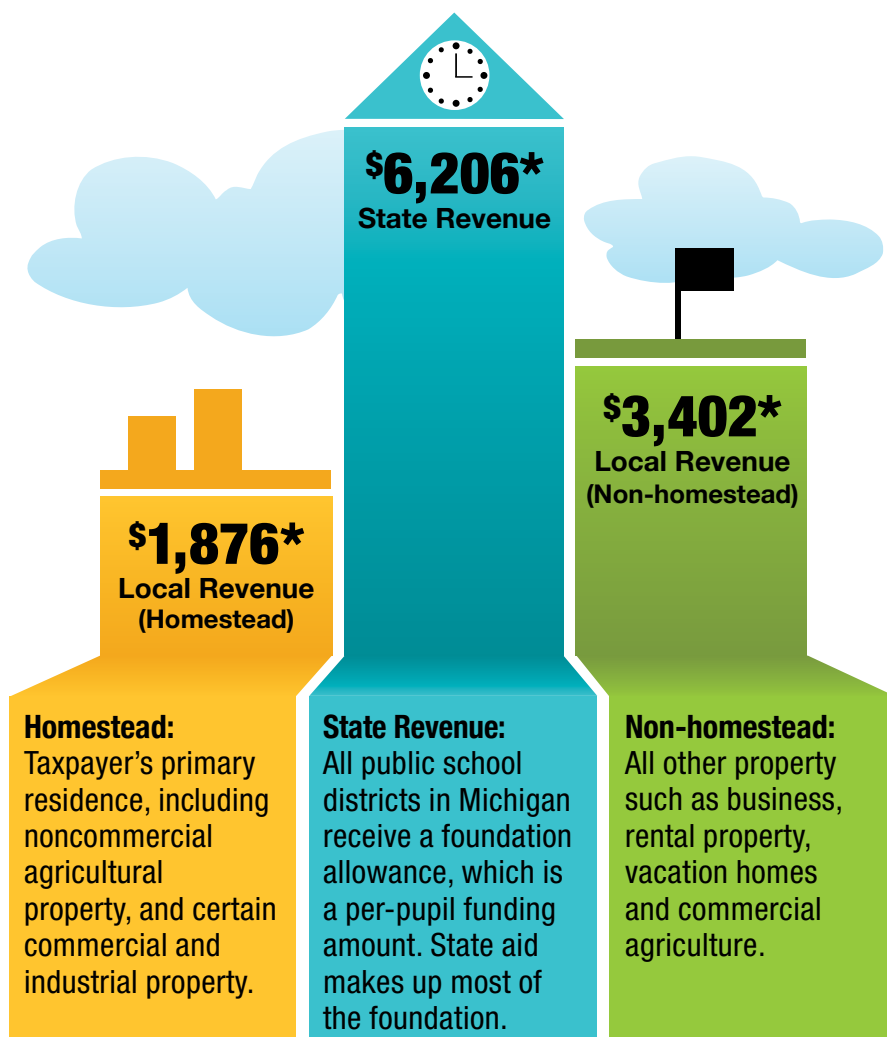 $6,206*
State Revenue
$3,402*
Local Revenue
(Non-homestead)
$1,876*
Local Revenue
(Homestead)
Homestead:
Taxpayer’s primary
residence, including
noncommercial
agricultural
property, and certain
commercial and
industrial property.
State Revenue:
All public school
districts in Michigan
receive a foundation
allowance, which is
a per-pupil funding
amount. State aid
makes up most of
the foundation.
Non-homestead:
All other property
such as business,
rental property,
vacation homes
and commercial
agriculture.